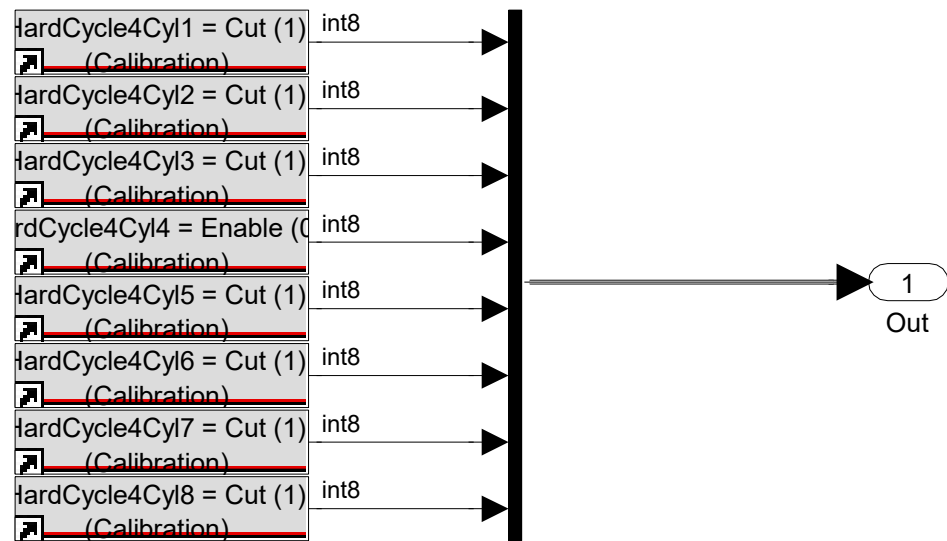 HardCycle4Cyl1 = Cut (1)
(Calibration)
int8
HardCycle4Cyl2 = Cut (1)
(Calibration)
int8
HardCycle4Cyl3 = Cut (1)
(Calibration)
int8
rdCycle4Cyl4 = Enable (0
(Calibration)
int8
HardCycle4Cyl5 = Cut (1)
(Calibration)
int8
HardCycle4Cyl6 = Cut (1)
(Calibration)
int8
HardCycle4Cyl7 = Cut (1)
(Calibration)
int8
HardCycle4Cyl8 = Cut (1)
(Calibration)
int8
1
Out